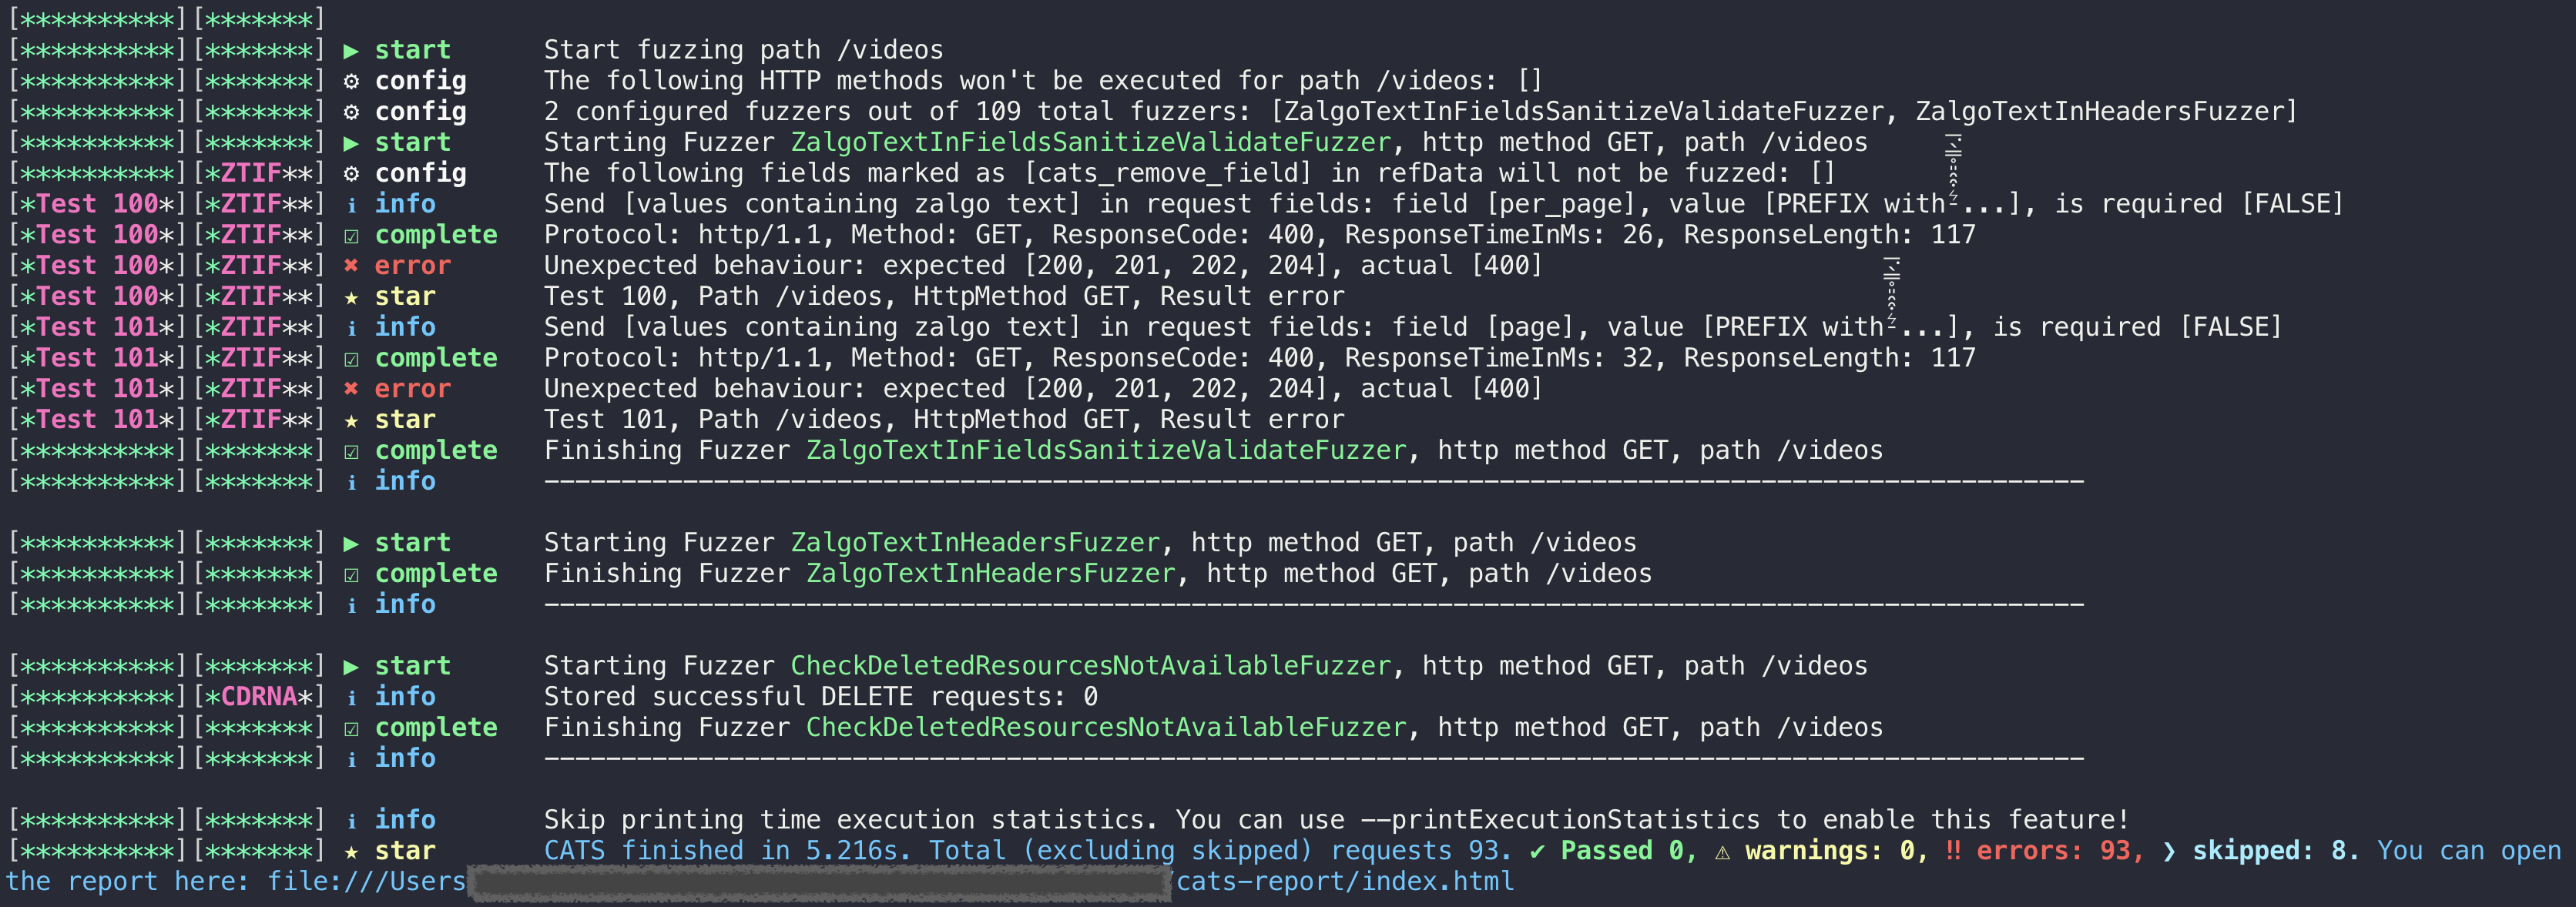 [**********][*******]
[**********][*******] ▶ start      Start fuzzing path /videos
[**********][*******] ⚙ config     The following HTTP methods won't be executed for path /videos: []
[**********][*******] ⚙ config     2 configured fuzzers out of 109 total fuzzers: [ZalgoTextInFieldsSanitizeValidateFuzzer, ZalgoTextInHeadersFuzzer]
[**********][*******] ▶ start      Starting Fuzzer ZalgoTextInFieldsSanitizeValidateFuzzer, http method GET, path /videos
[**********][*ZTIF**] ⚙ config     The following fields marked as [cats_remove_field] in refData will not be fuzzed: []
[*Test 100*][*ZTIF**] ℹ info       Send [values containing zalgo text] in request fields: field [per_page], value [PREFIX with...], is required [FALSE]
[*Test 100*][*ZTIF**] ☑ complete   Protocol: http/1.1, Method: GET, ResponseCode: 400, ResponseTimeInMs: 26, ResponseLength: 117
[*Test 100*][*ZTIF**] ✖ error      Unexpected behaviour: expected [200, 201, 202, 204], actual [400]
[*Test 100*][*ZTIF**] ★ star       Test 100, Path /videos, HttpMethod GET, Result error
[*Test 101*][*ZTIF**] ℹ info       Send [values containing zalgo text] in request fields: field [page], value [PREFIX with...], is required [FALSE]
[*Test 101*][*ZTIF**] ☑ complete   Protocol: http/1.1, Method: GET, ResponseCode: 400, ResponseTimeInMs: 32, ResponseLength: 117
[*Test 101*][*ZTIF**] ✖ error      Unexpected behaviour: expected [200, 201, 202, 204], actual [400]
[*Test 101*][*ZTIF**] ★ star       Test 101, Path /videos, HttpMethod GET, Result error
[**********][*******] ☑ complete   Finishing Fuzzer ZalgoTextInFieldsSanitizeValidateFuzzer, http method GET, path /videos
[**********][*******] ℹ info       ----------------------------------------------------------------------------------------------------
[**********][*******] ▶ start      Starting Fuzzer ZalgoTextInHeadersFuzzer, http method GET, path /videos
[**********][*******] ☑ complete   Finishing Fuzzer ZalgoTextInHeadersFuzzer, http method GET, path /videos
[**********][*******] ℹ info       ----------------------------------------------------------------------------------------------------
[**********][*******] ▶ start      Starting Fuzzer CheckDeletedResourcesNotAvailableFuzzer, http method GET, path /videos
[**********][*CDRNA*] ℹ info       Stored successful DELETE requests: 0
[**********][*******] ☑ complete   Finishing Fuzzer CheckDeletedResourcesNotAvailableFuzzer, http method GET, path /videos
[**********][*******] ℹ info       ----------------------------------------------------------------------------------------------------
[**********][*******] ℹ info       Skip printing time execution statistics. You can use --printExecutionStatistics to enable this feature!
[**********][*******] ★ star       CATS finished in 5.216s. Total (excluding skipped) requests 93. ✔ Passed 0, ⚠ warnings: 0, ‼ errors: 93, ❯ skipped: 8. You can open
the report here: file:///Users /cats-report/index.html